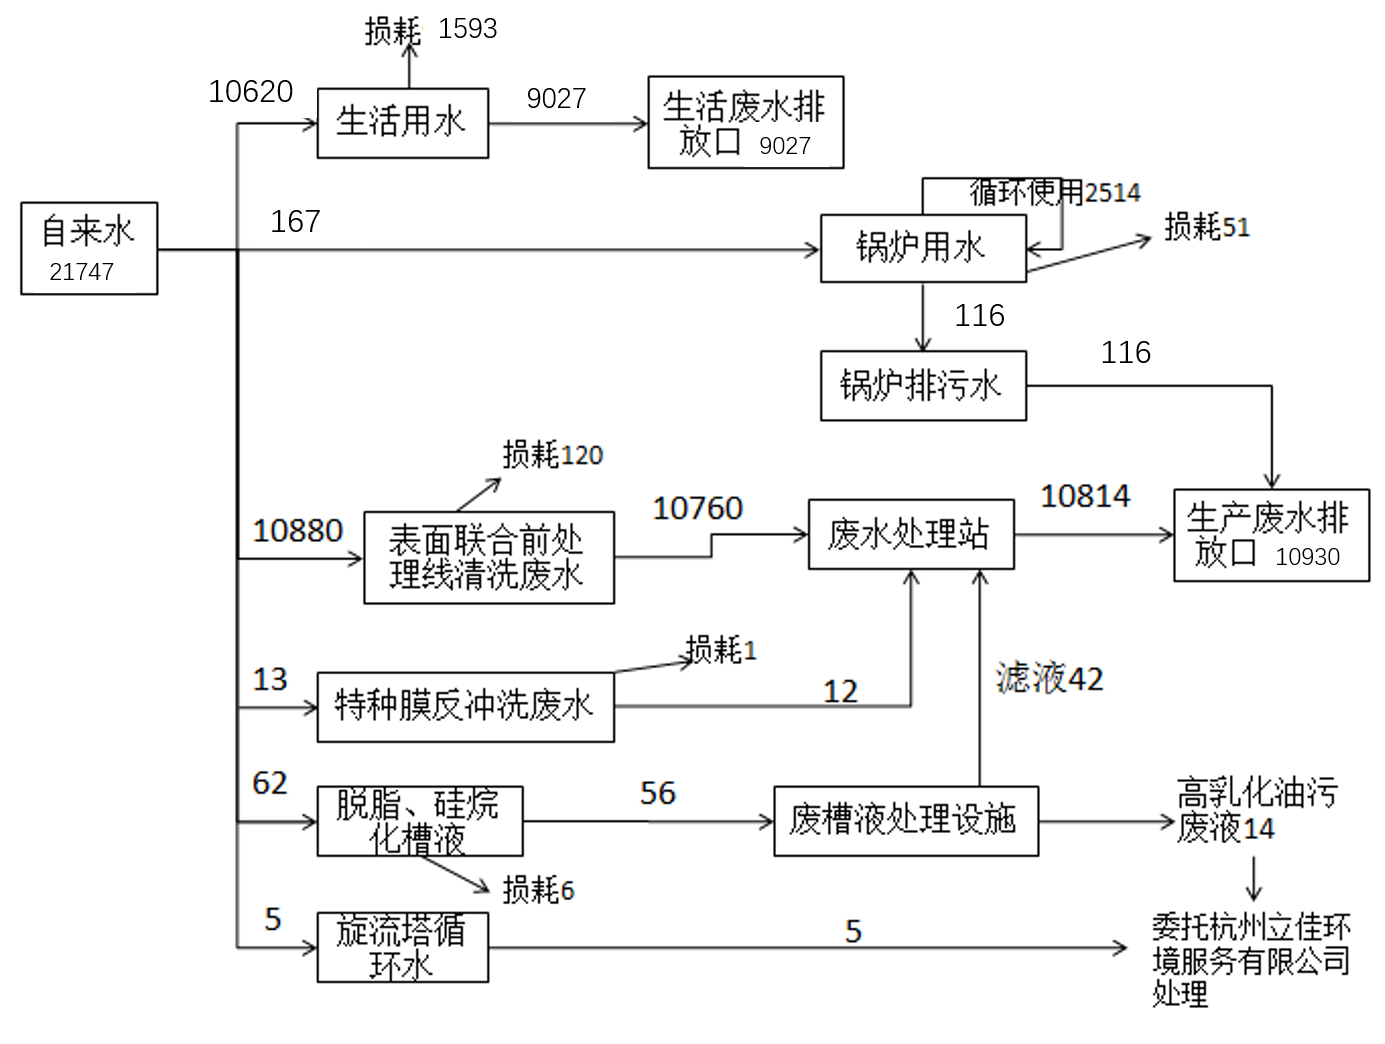 损耗 1593
10620
生活用水
9027
生活废水排
放口 9027
自来水
21747
167
循环使用2514
锅炉用水
损耗51
116
锅炉排污水
116
损耗120
10880
表面联合前处
理线清洗废水
10760
废水处理站
10814
生产废水排
放口 10930
损耗1
13
特种膜反冲洗废水
12
滤液42
62
脱脂、硅烷
化槽液
56
废槽液处理设施
高乳化油污
废液14
损耗6
5
旋流塔循
环水
5
委托杭州立佳环
境服务有限公司
处理